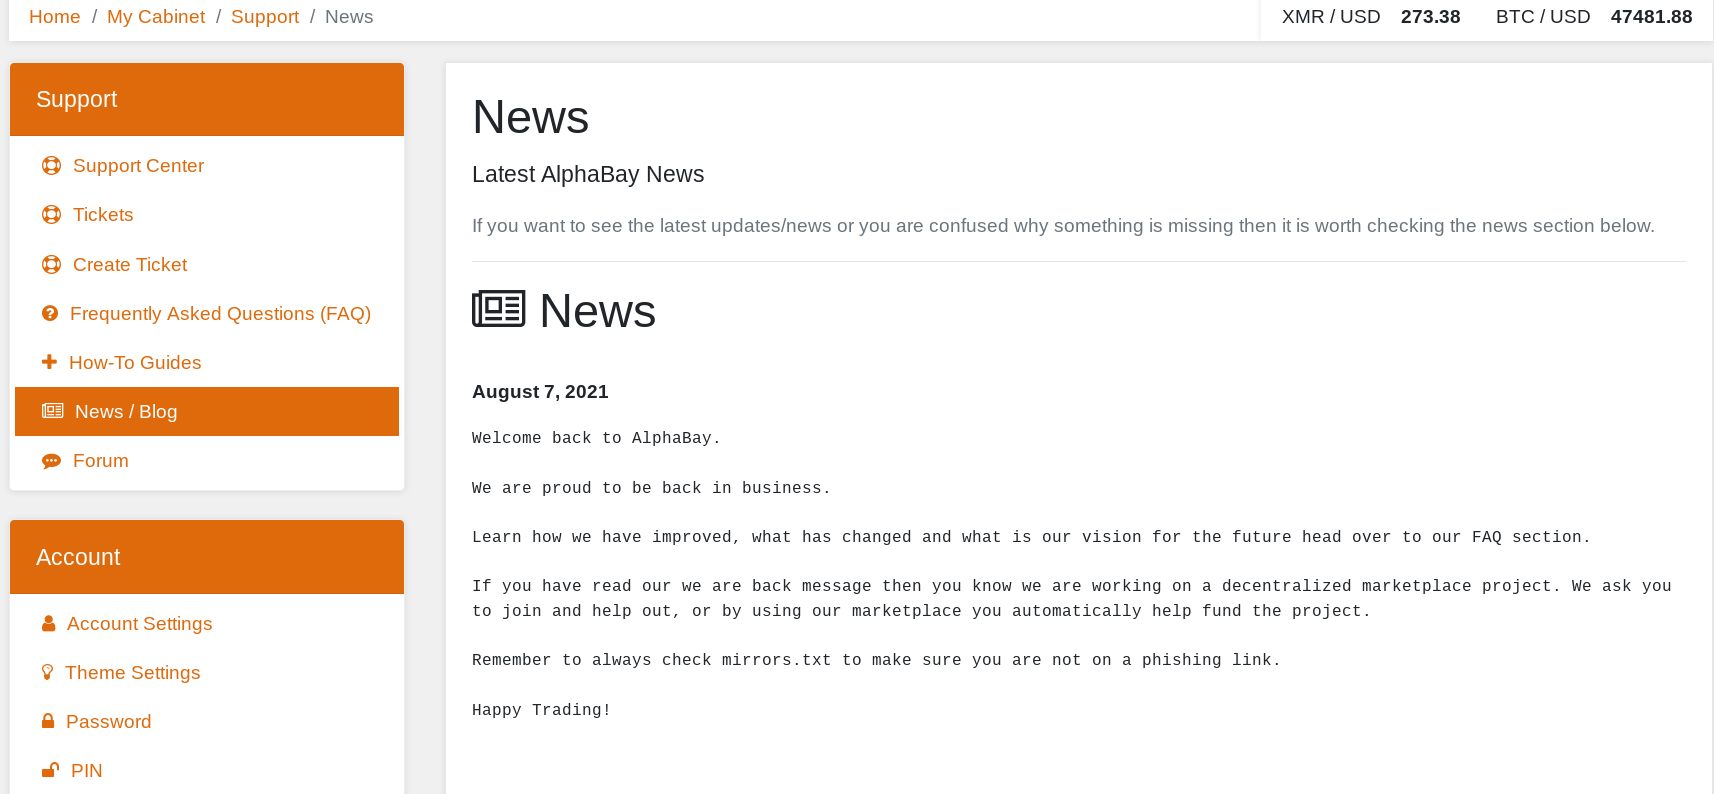 Home / My Cabinet / Support / News
XMR / USD 273.38 BTC / USD 47481.88
Support
Support Center
Tickets
Create Ticket
Frequently Asked Questions (FAQ)
How-To Guides
News / Blog
Forum
Account
Account Settings
Theme Settings
Password
PIN
News
Latest AlphaBay News
If you want to see the latest updates/news or you are confused why something is missing then it is worth checking the news section below.
News
August 7, 2021
Welcome back to AlphaBay.
We are proud to be back in business.
Learn how we have improved, what has changed and what is our vision for the future head over to our FAQ section.
If you have read our we are back message then you know we are working on a decentralized marketplace project. We ask you
to join and help out, or by using our marketplace you automatically help fund the project.
Remember to always check mirrors.txt to make sure you are not on a phishing link.
Happy Trading!